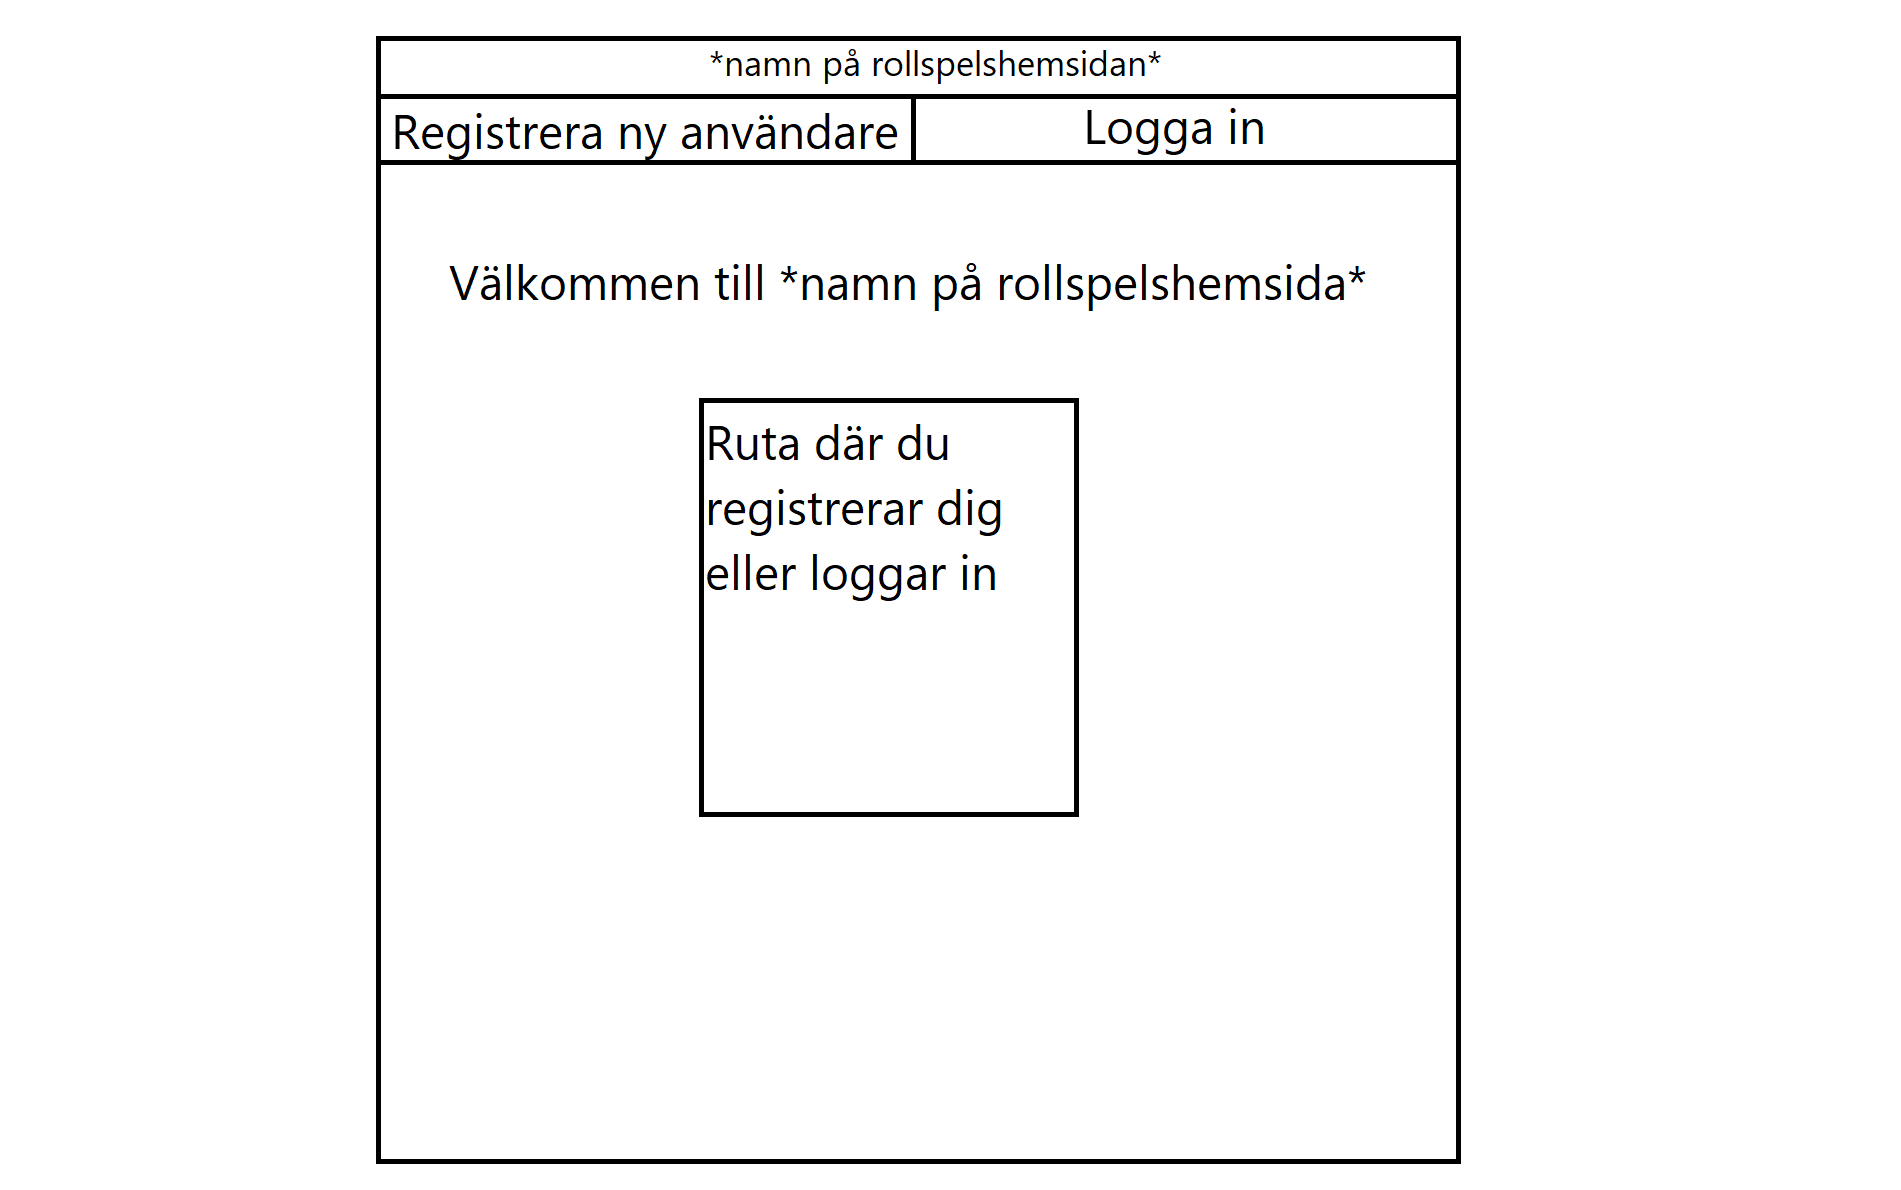 *namn på rollspelshemsidan*
Registrera ny användare
Logga in
Välkommen till *namn på rollspelshemsida*
Ruta där du
registrerar dig
eller loggar in